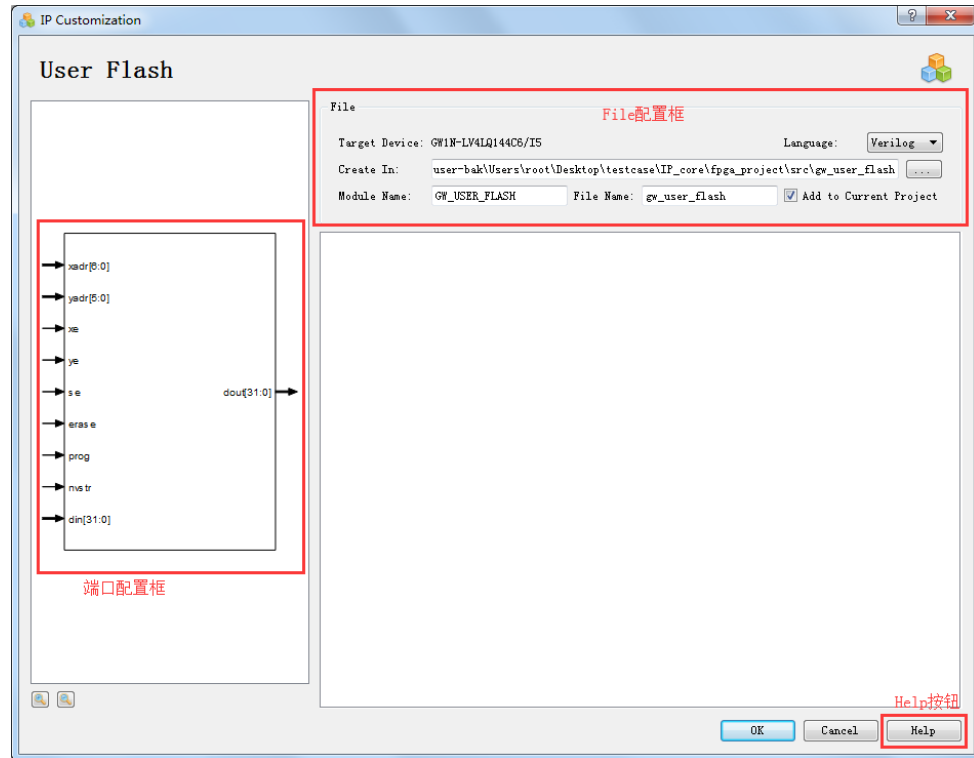 IP Customization
User Flash
File
File配置框
Target Device: GW1N-LV4LQ144C6/I5
Language: Verilog
Create In: user-bak\Users\root\Desktop\testcase\IP_core\fpga_project\src\gw_user_flash ...
Module Name: GW_USER_FLASH File Name: gw_user_flash Add to Current Project
xadr[6:0]
yadr[5:0]
xe
ye
se
dout[31:0]
erase
prog
nvstr
din[31:0]
端口配置框
Help按钮
OK Cancel Help